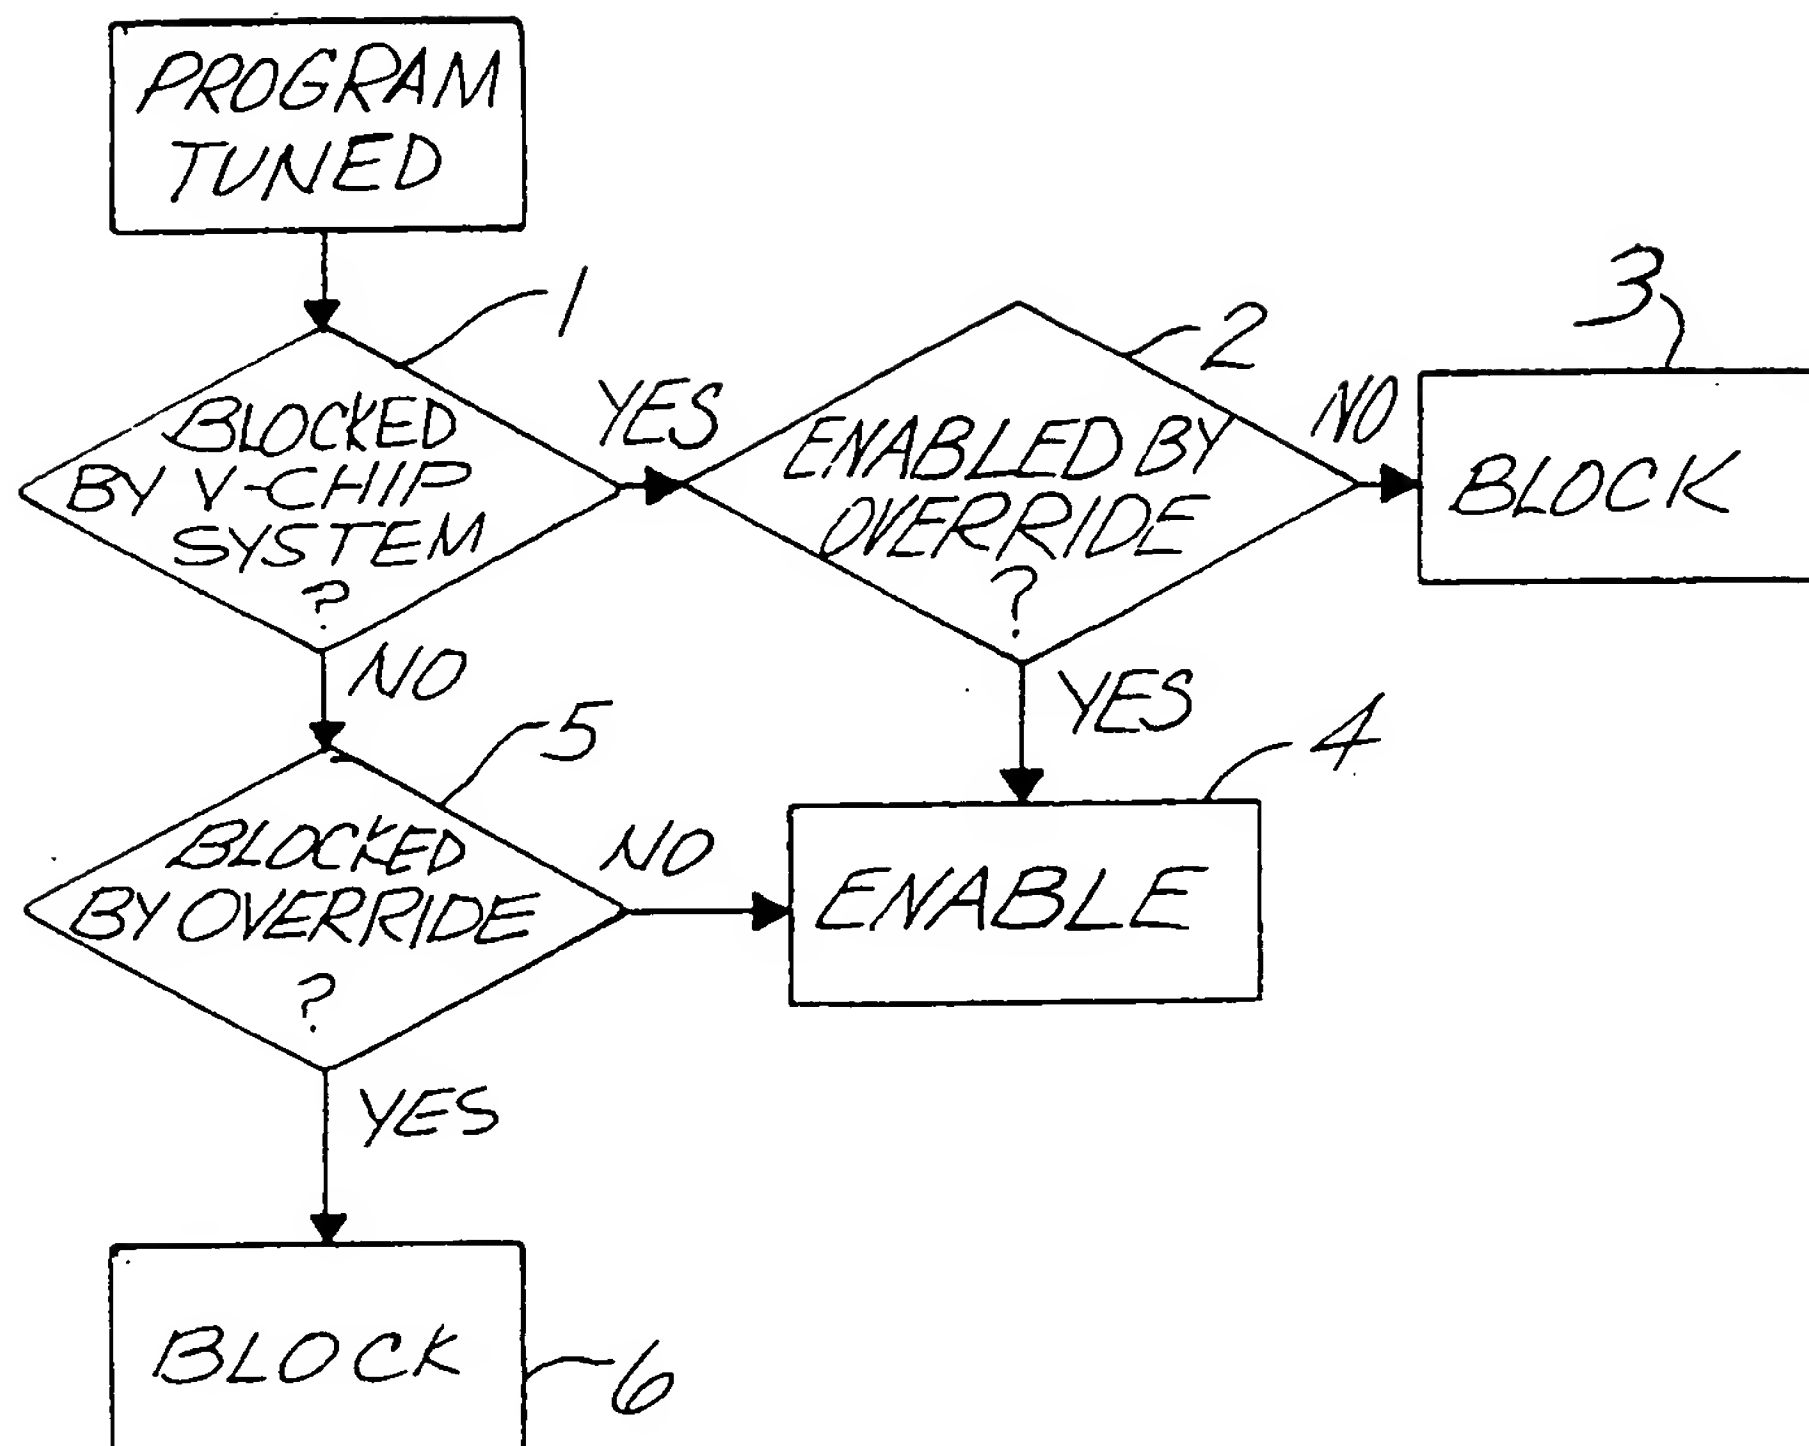 PROGRAM
TUNED
1
BLOCKED
BY V-CHIP
SYSTEM
?
YES
2
ENABLED BY
OVERRIDE
?
NO
3
BLOCK
NO
YES
5
BLOCKED
BY OVERRIDE
?
NO
4
ENABLE
YES
BLOCK
6